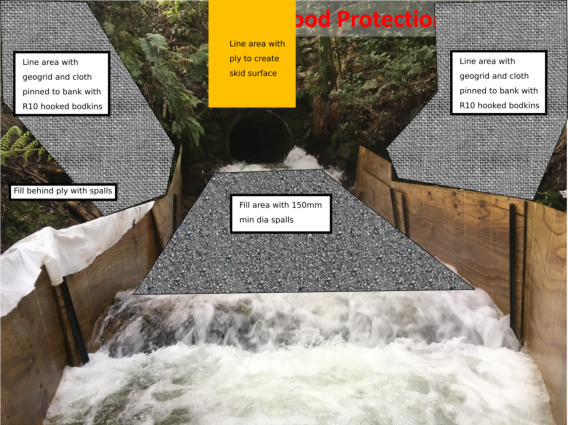 ood Protection
Line area with
ply to create
skid surface
Line area with
geogrid and cloth
pinned to bank with
R10 hooked bodkins
Line area with
geogrid and cloth
pinned to bank with
R10 hooked bodkins
Fill behind ply with spalls
Fill area with 150mm
min dia spalls